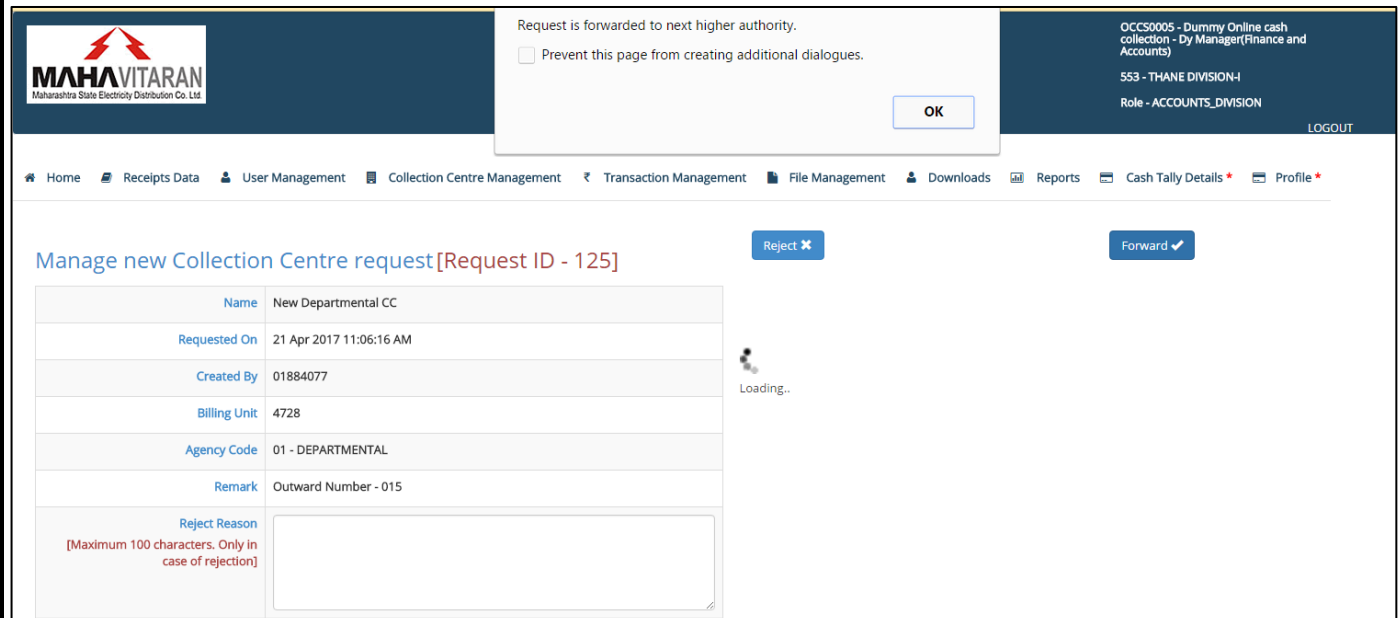 MAHAVITARAN
Maharashtra State Electricity Distribution Co. Ltd.
Request is forwarded to next higher authority.
Prevent this page from creating additional dialogues.
OK
OCCS0005 - Dummy Online cash
collection - Dy Manager(Finance and
Accounts)
553 - THANE DIVISION-I
Role - ACCOUNTS_DIVISION
LOGOUT
Home Receipts Data User Management Collection Centre Management ₹ Transaction Management File Management Downloads Reports Cash Tally Details * Profile *
Manage new Collection Centre request[Request ID - 125]
Reject ✖
Forward ✔
Name New Departmental CC
Requested On 21 Apr 2017 11:06:16 AM
Created By 01884077
Billing Unit 4728
Agency Code 01 - DEPARTMENTAL
Remark Outward Number - 015
Reject Reason
[Maximum 100 characters. Only in
case of rejection]
Loading..